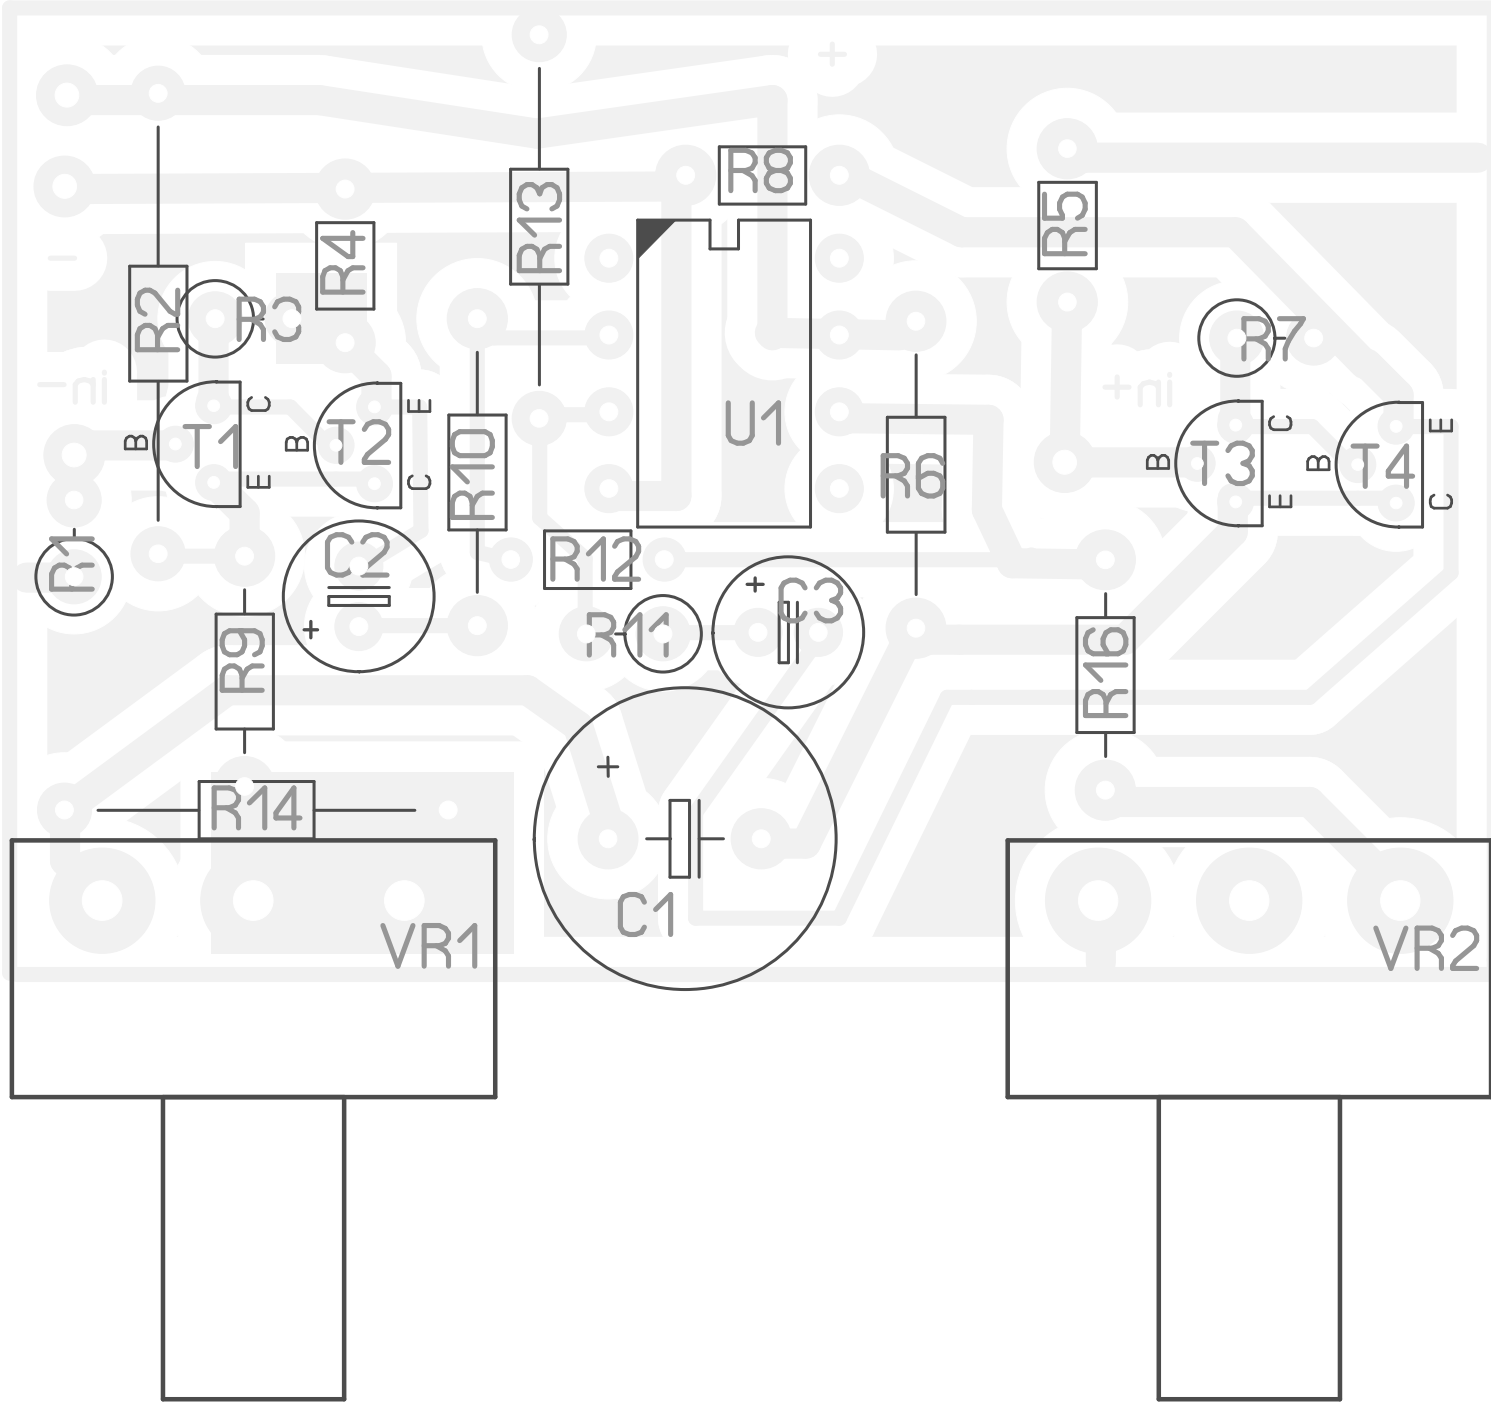 +
R8
R13
R5
R4
−
R2
R3
R7
in−
+in
C
E
C
E
U1
T1
T2
T3
T4
B
B
B
B
R10
R6
E
C
E
C
R12
C2
R1
+
C3
+
R11
R9
R16
+
R14
C1
VR1
VR2